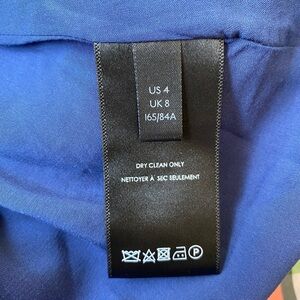 US 4
UK 8
165/84A
DRY CLEAN ONLY
NETTOYER A' SEC SEULEMENT
P